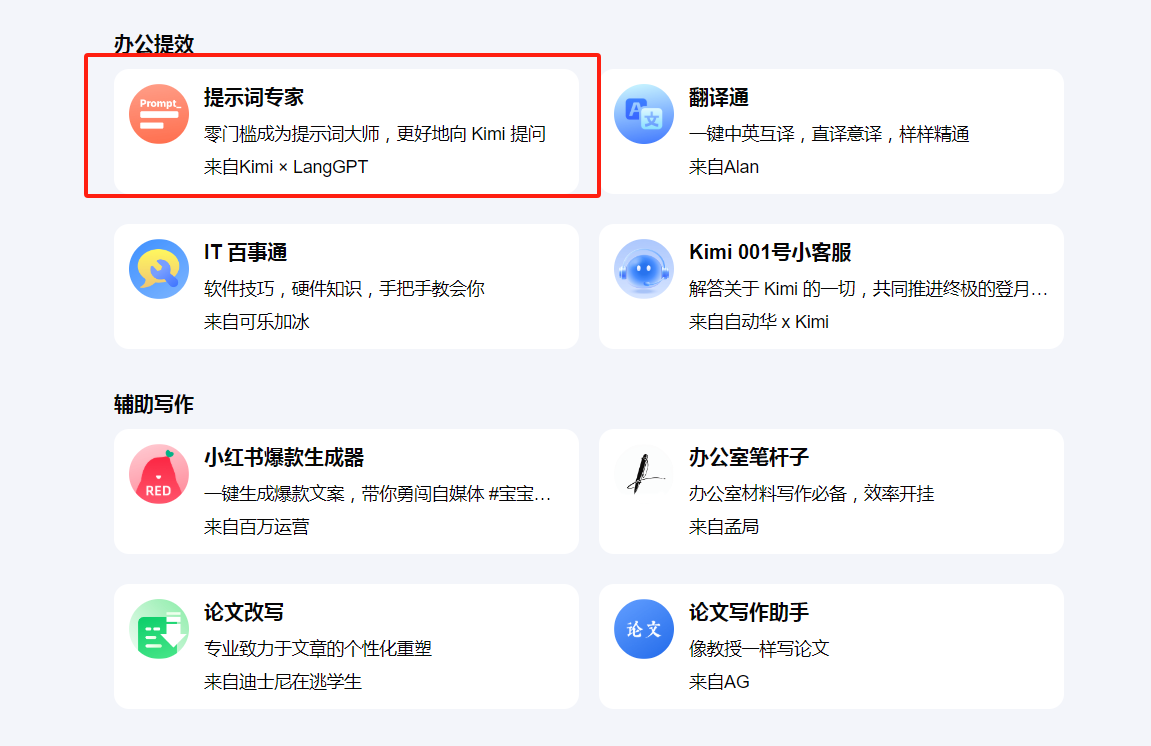 办公提效
Prompt_
提示词专家
零门槛成为提示词大师，更好地向 Kimi 提问
来自Kimi × LangGPT
A 文
翻译通
一键中英互译，直译意译，样样精通
来自Alan
IT 百事通
软件技巧，硬件知识，手把手教会你
来自可乐加冰
Kimi 001号小客服
解答关于 Kimi 的一切，共同推进终极的登月…
来自自动华 x Kimi
辅助写作
RED
小红书爆款生成器
一键生成爆款文案，带你勇闯自媒体 #宝宝…
来自百万运营
办公室笔杆子
办公室材料写作必备，效率开挂
来自孟局
论文改写
专业致力于文章的个性化重塑
来自迪士尼在逃学生
论文
论文写作助手
像教授一样写论文
来自AG